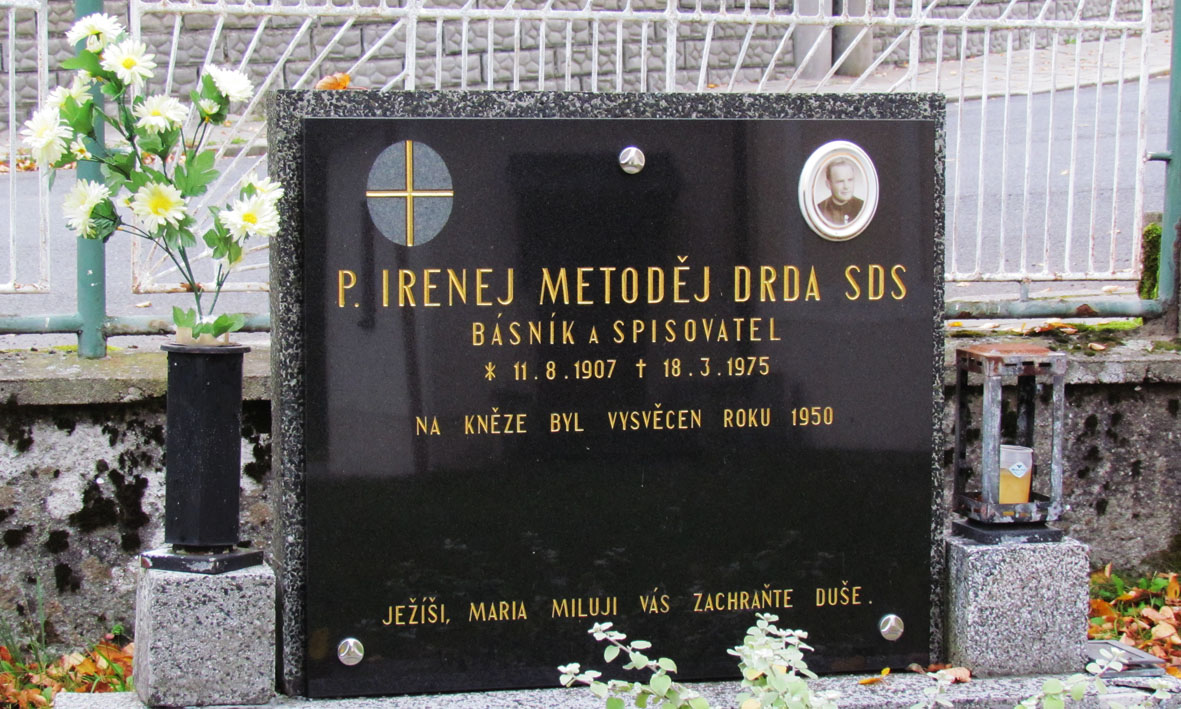 P. IRENEJ METODĚJ DRDA SDS
BÁSNÍK A SPISOVATEL
* 11.8.1907 † 18.3.1975
NA KNĚZE BYL VYSVĚCEN ROKU 1950
JEŽÍŠI, MARIA MILUJI VÁS ZACHRAŇTE DUŠE.